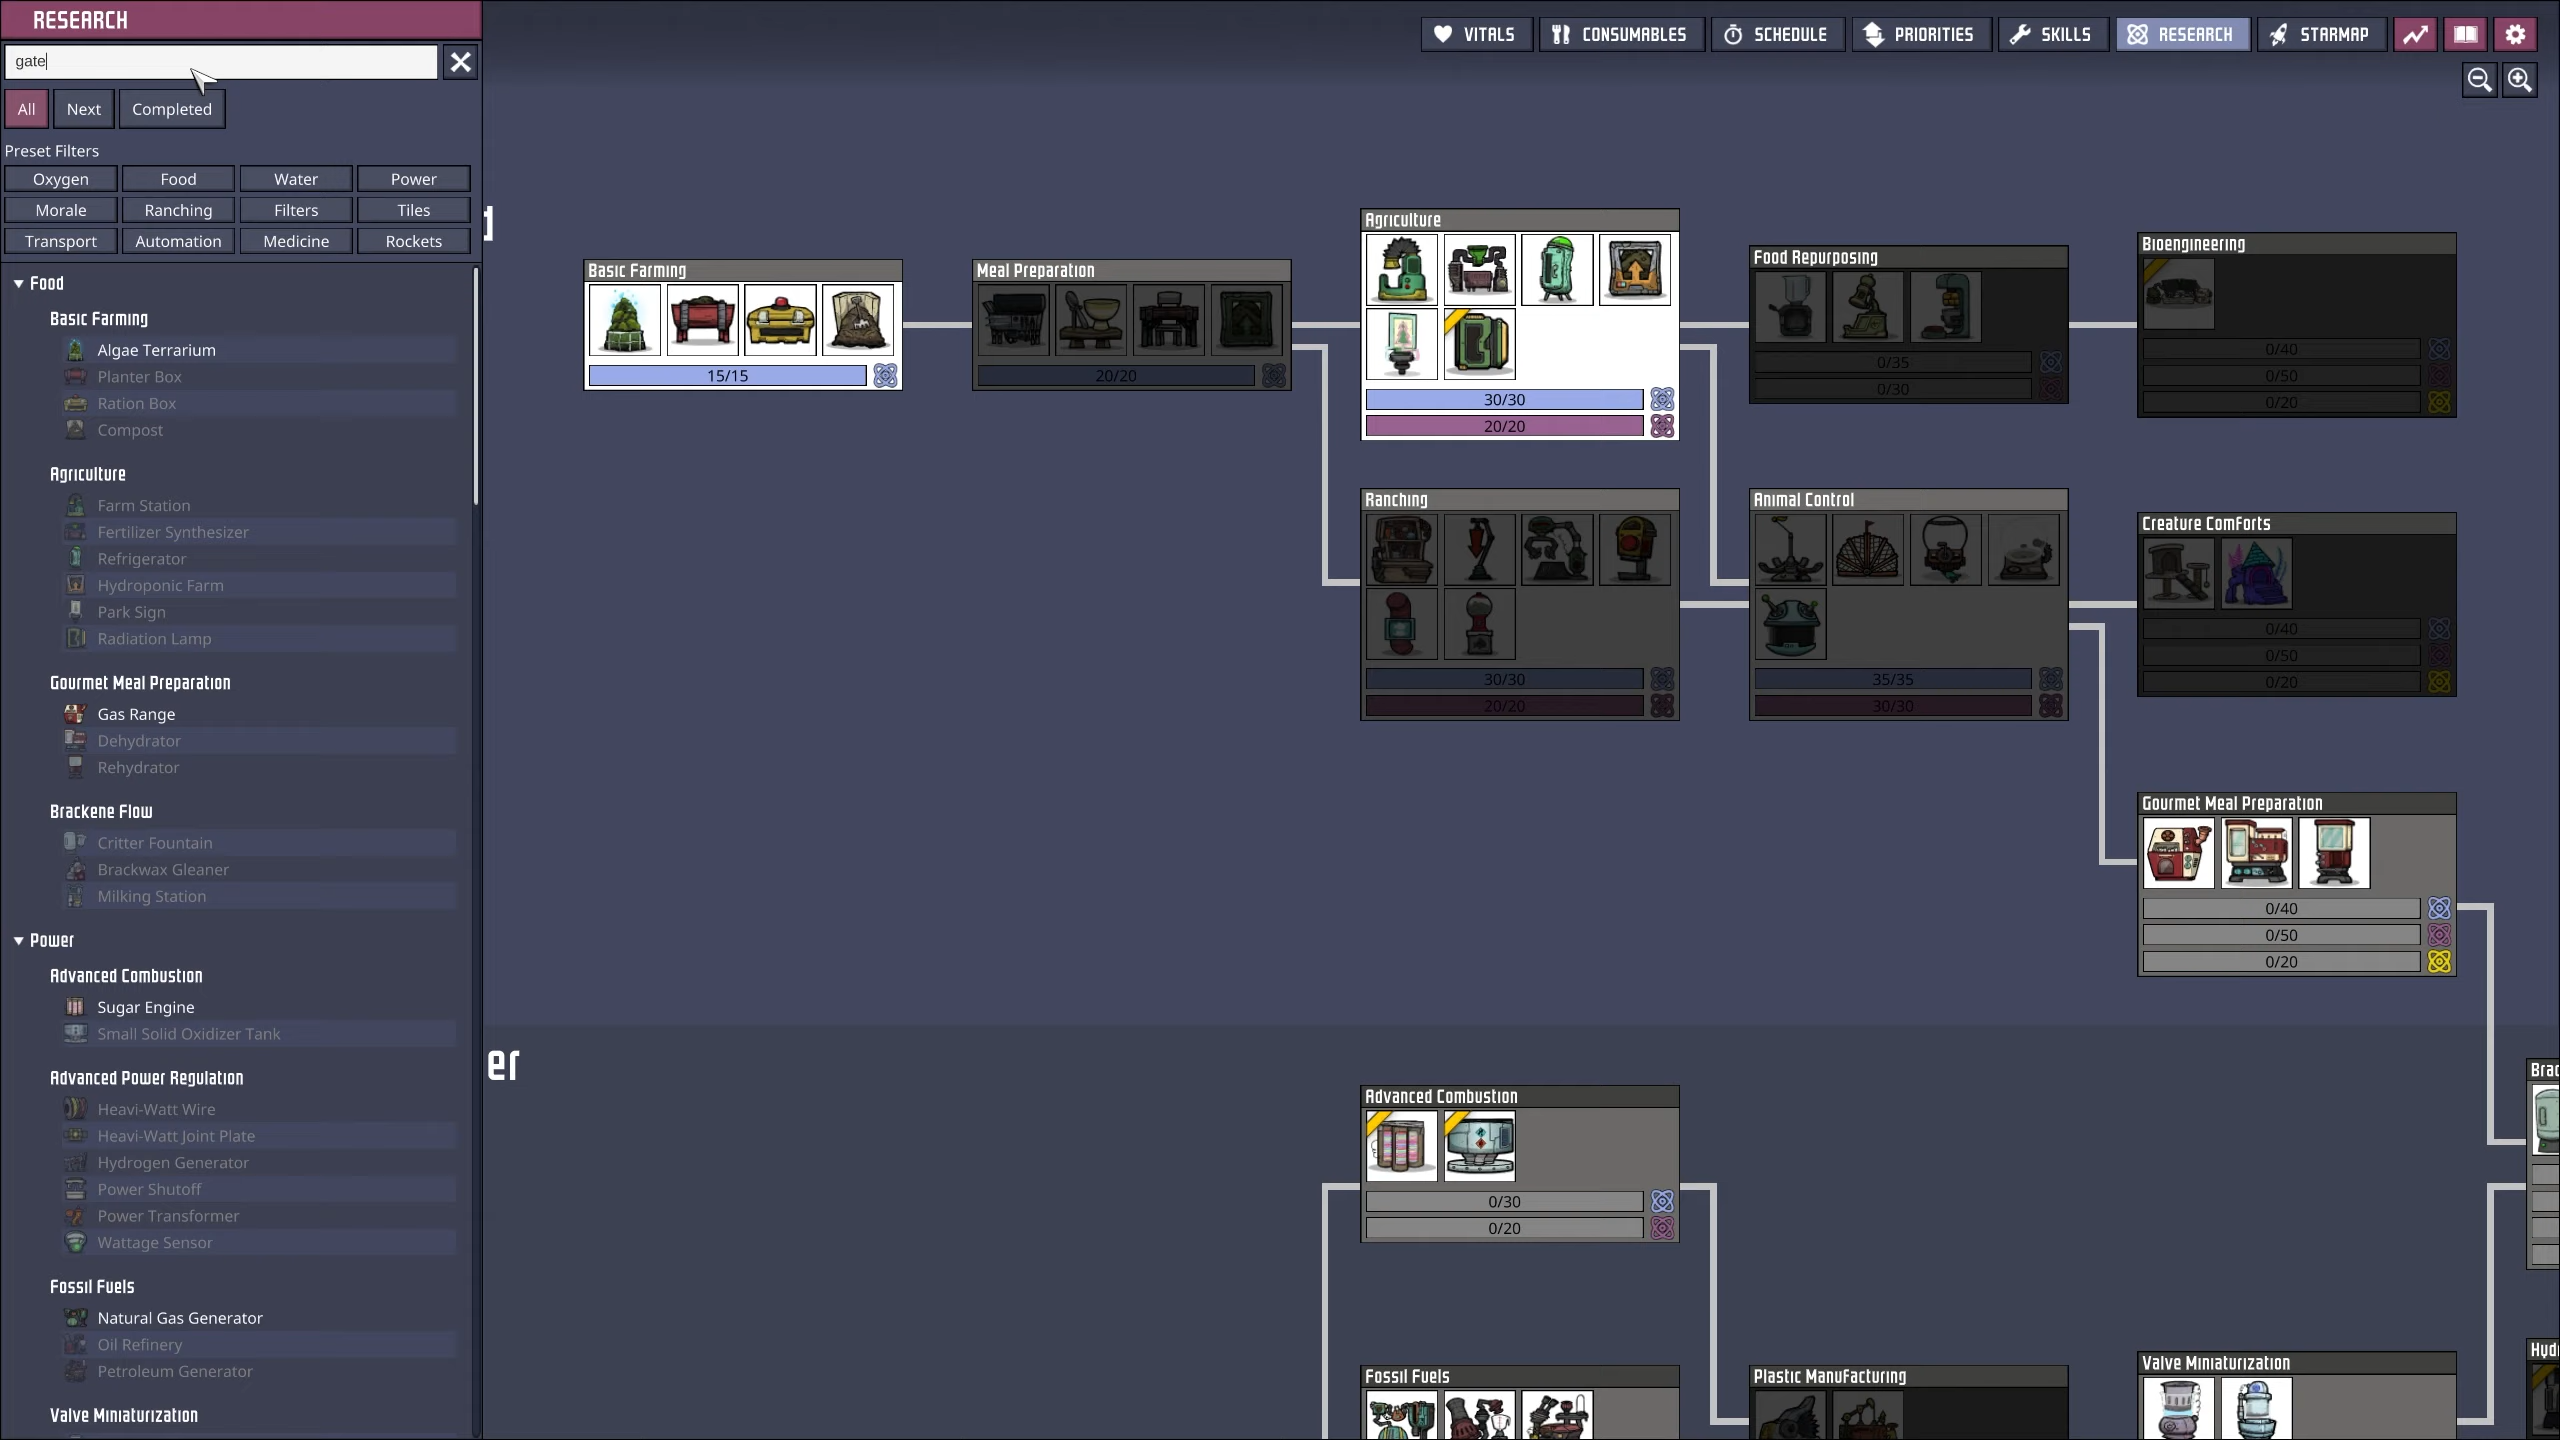 RESEARCH
VITALS
CONSUMABLES
SCHEDULE
PRIORITIES
SKILLS
RESEARCH
STARMAP
gate
All
Next
Completed
Preset Filters
Oxygen
Food
Water
Power
Morale
Ranching
Filters
Tiles
Transport
Automation
Medicine
Rockets
Food
Basic Farming
Algae Terrarium
Planter Box
Ration Box
Compost
Agriculture
Farm Station
Fertilizer Synthesizer
Refrigerator
Hydroponic Farm
Park Sign
Radiation Lamp
Gourmet Meal Preparation
Gas Range
Dehydrator
Rehydrator
Brackene Flow
Critter Fountain
Brackwax Gleaner
Milking Station
Power
Advanced Combustion
Sugar Engine
Small Solid Oxidizer Tank
Advanced Power Regulation
Heavi-Watt Wire
Heavi-Watt Joint Plate
Hydrogen Generator
Power Shutoff
Power Transformer
Wattage Sensor
Fossil Fuels
Natural Gas Generator
Oil Refinery
Petroleum Generator
Valve Miniaturization
d
Basic Farming
15/15
Meal Preparation
20/20
Agriculture
30/30
20/20
Food Repurposing
0/35
0/30
Bioengineering
0/40
0/50
0/20
Ranching
30/30
20/20
Animal Control
35/35
30/30
Creature Comforts
0/40
0/50
0/20
Gourmet Meal Preparation
0/40
0/50
0/20
er
Brac
Advanced Combustion
0/30
0/20
Fossil Fuels
Plastic Manufacturing
Valve Miniaturization
Hyd